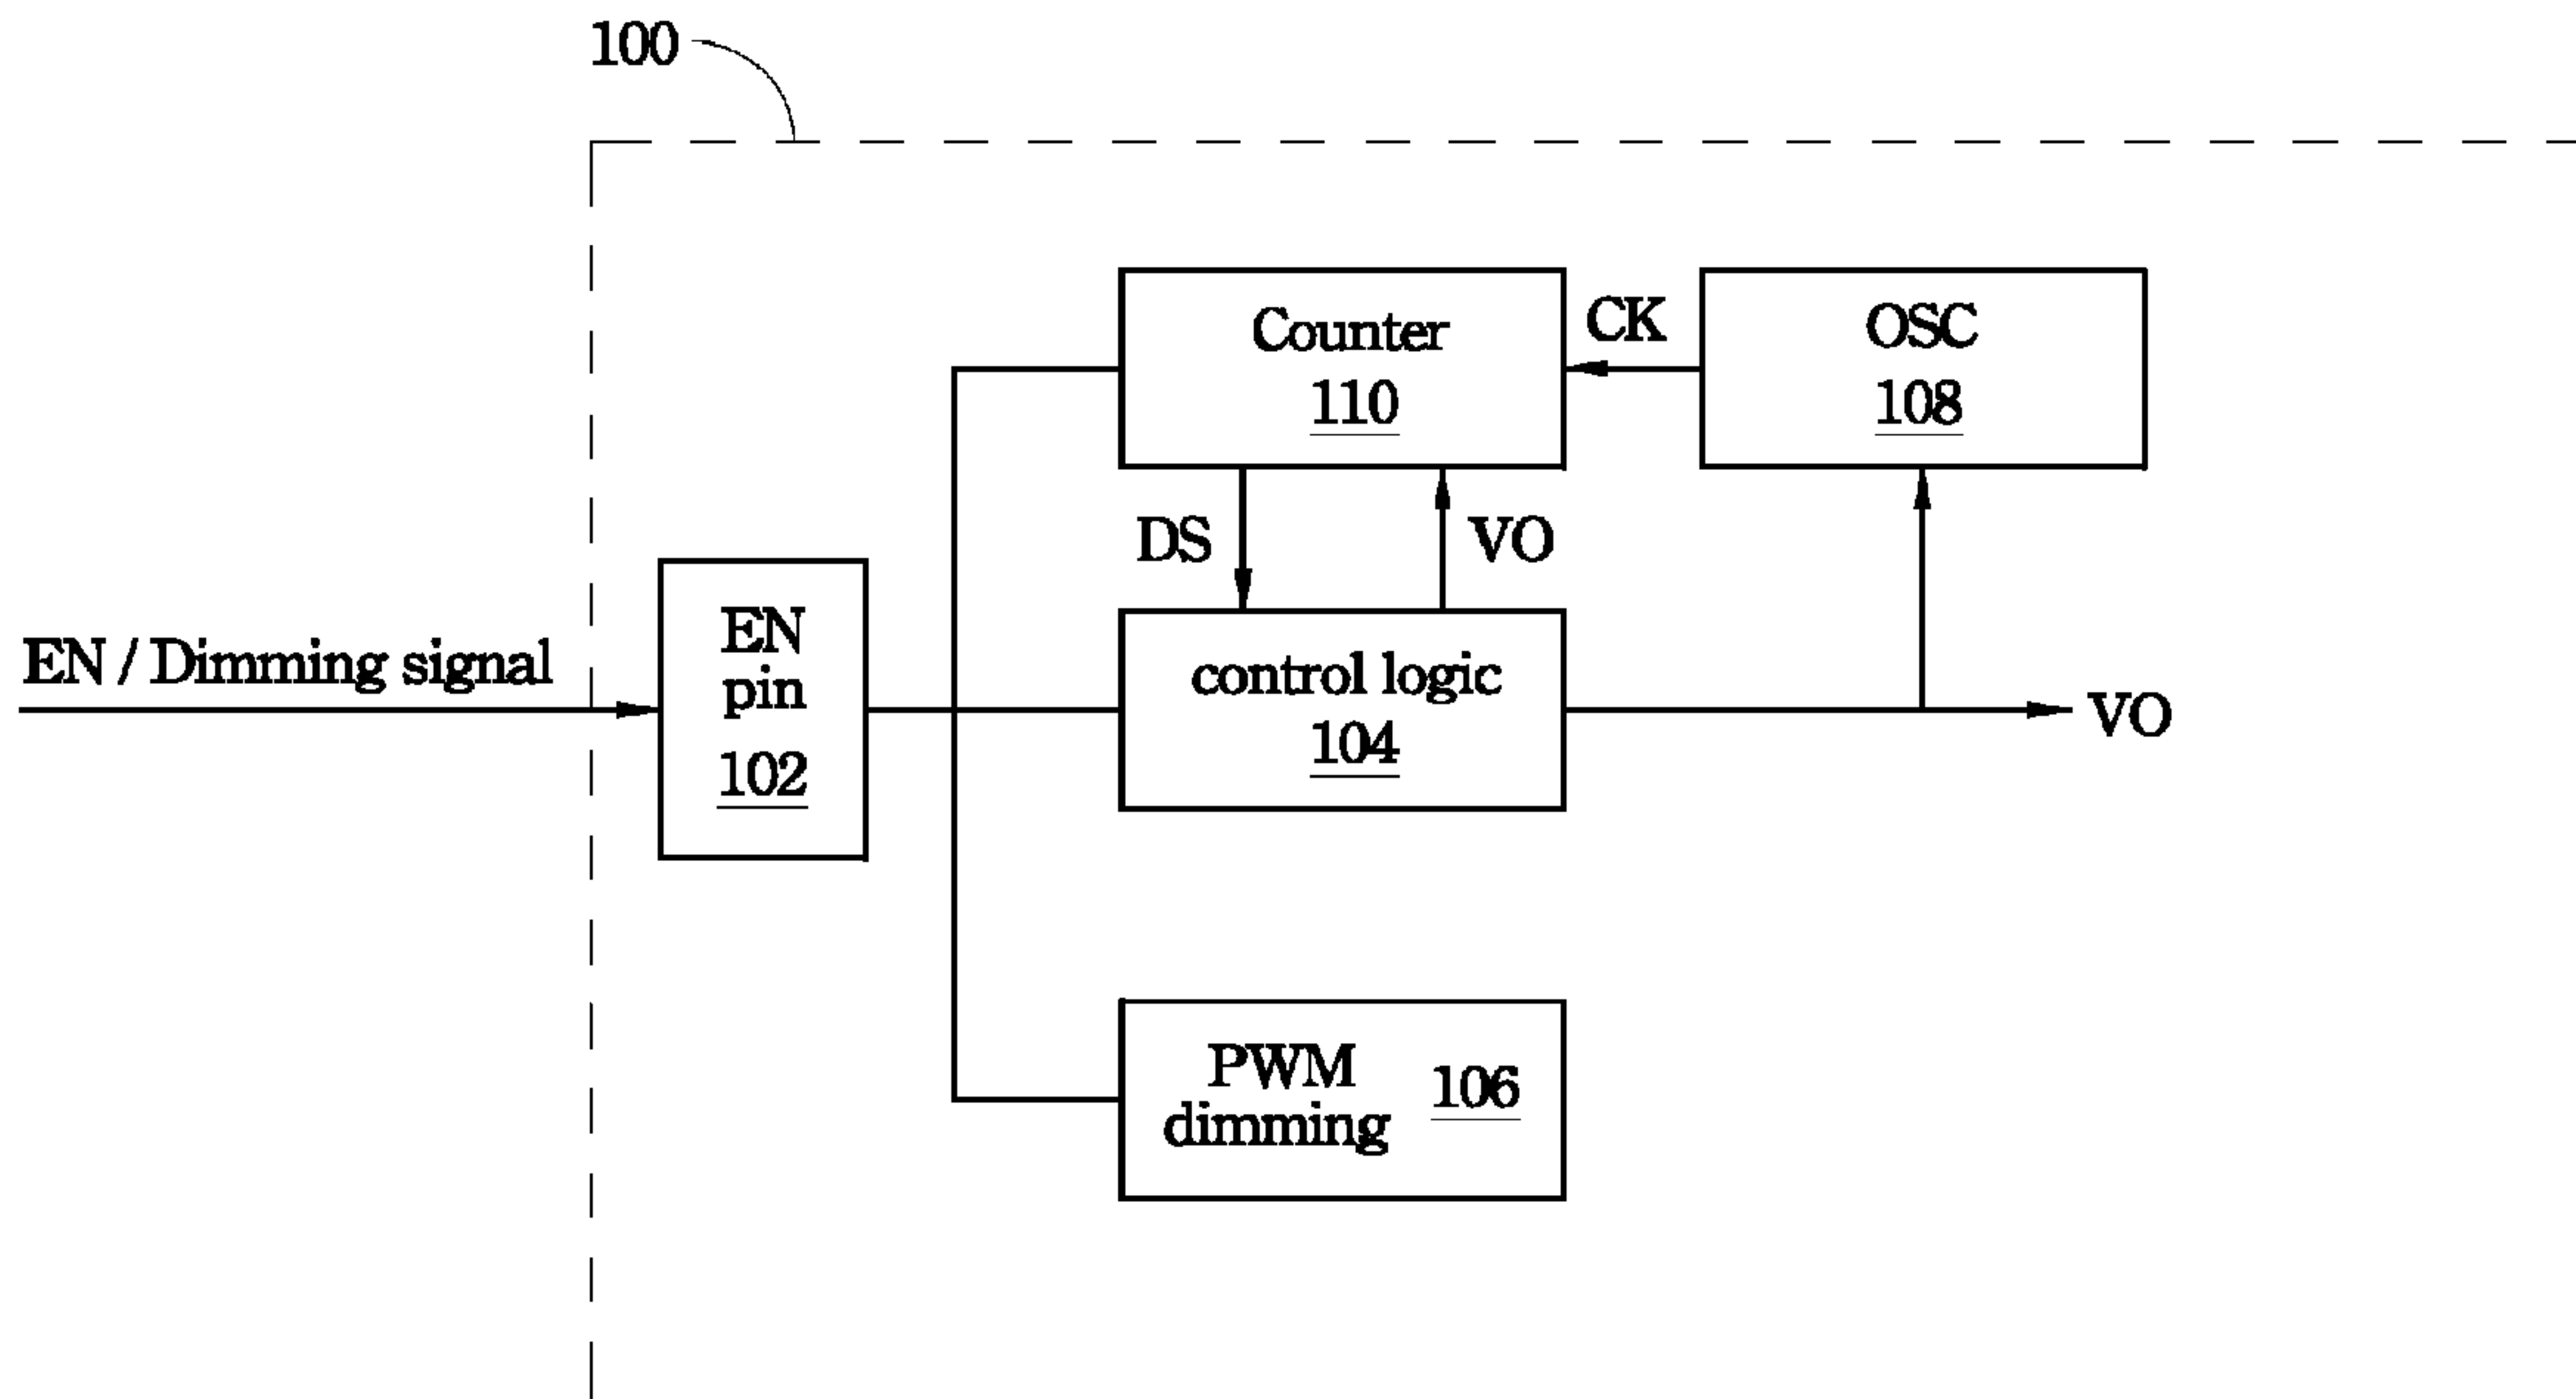 100
Counter
110
CK
OSC
108
DS
VO
EN / Dimming signal
EN
pin
102
control logic
104
VO
PWM
dimming
106